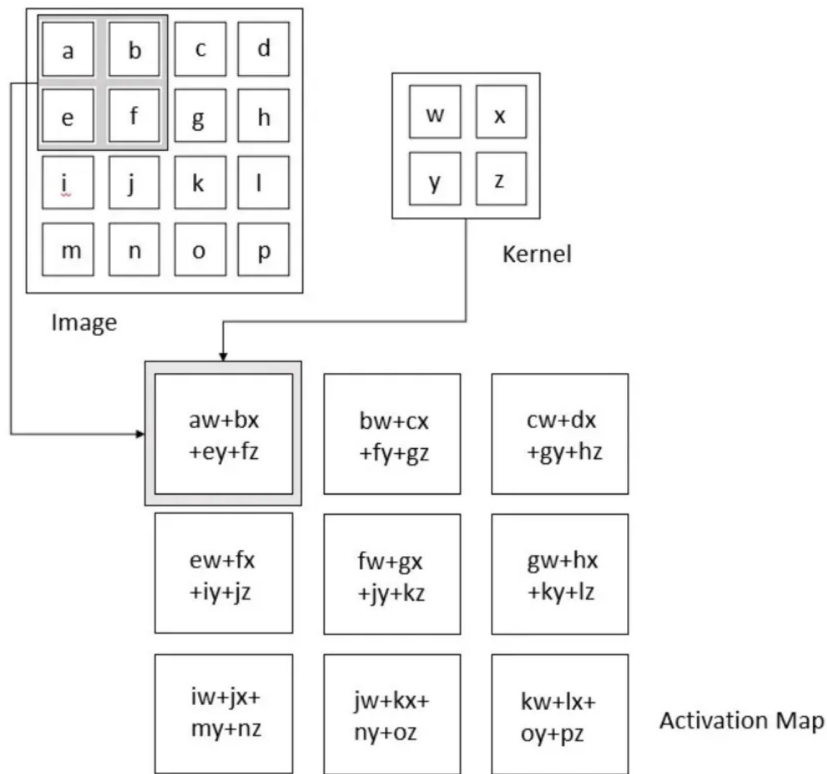 a b c d
e f g h
i j k l
m n o p
Image
w x
y z
Kernel
aw+bx
+ey+fz
bw+cx
+fy+gz
cw+dx
+gy+hz
ew+fx
+iy+jz
fw+gx
+jy+kz
gw+hx
+ky+lz
iw+jx+
my+nz
jw+kx+
ny+oz
kw+lx+
oy+pz
Activation Map